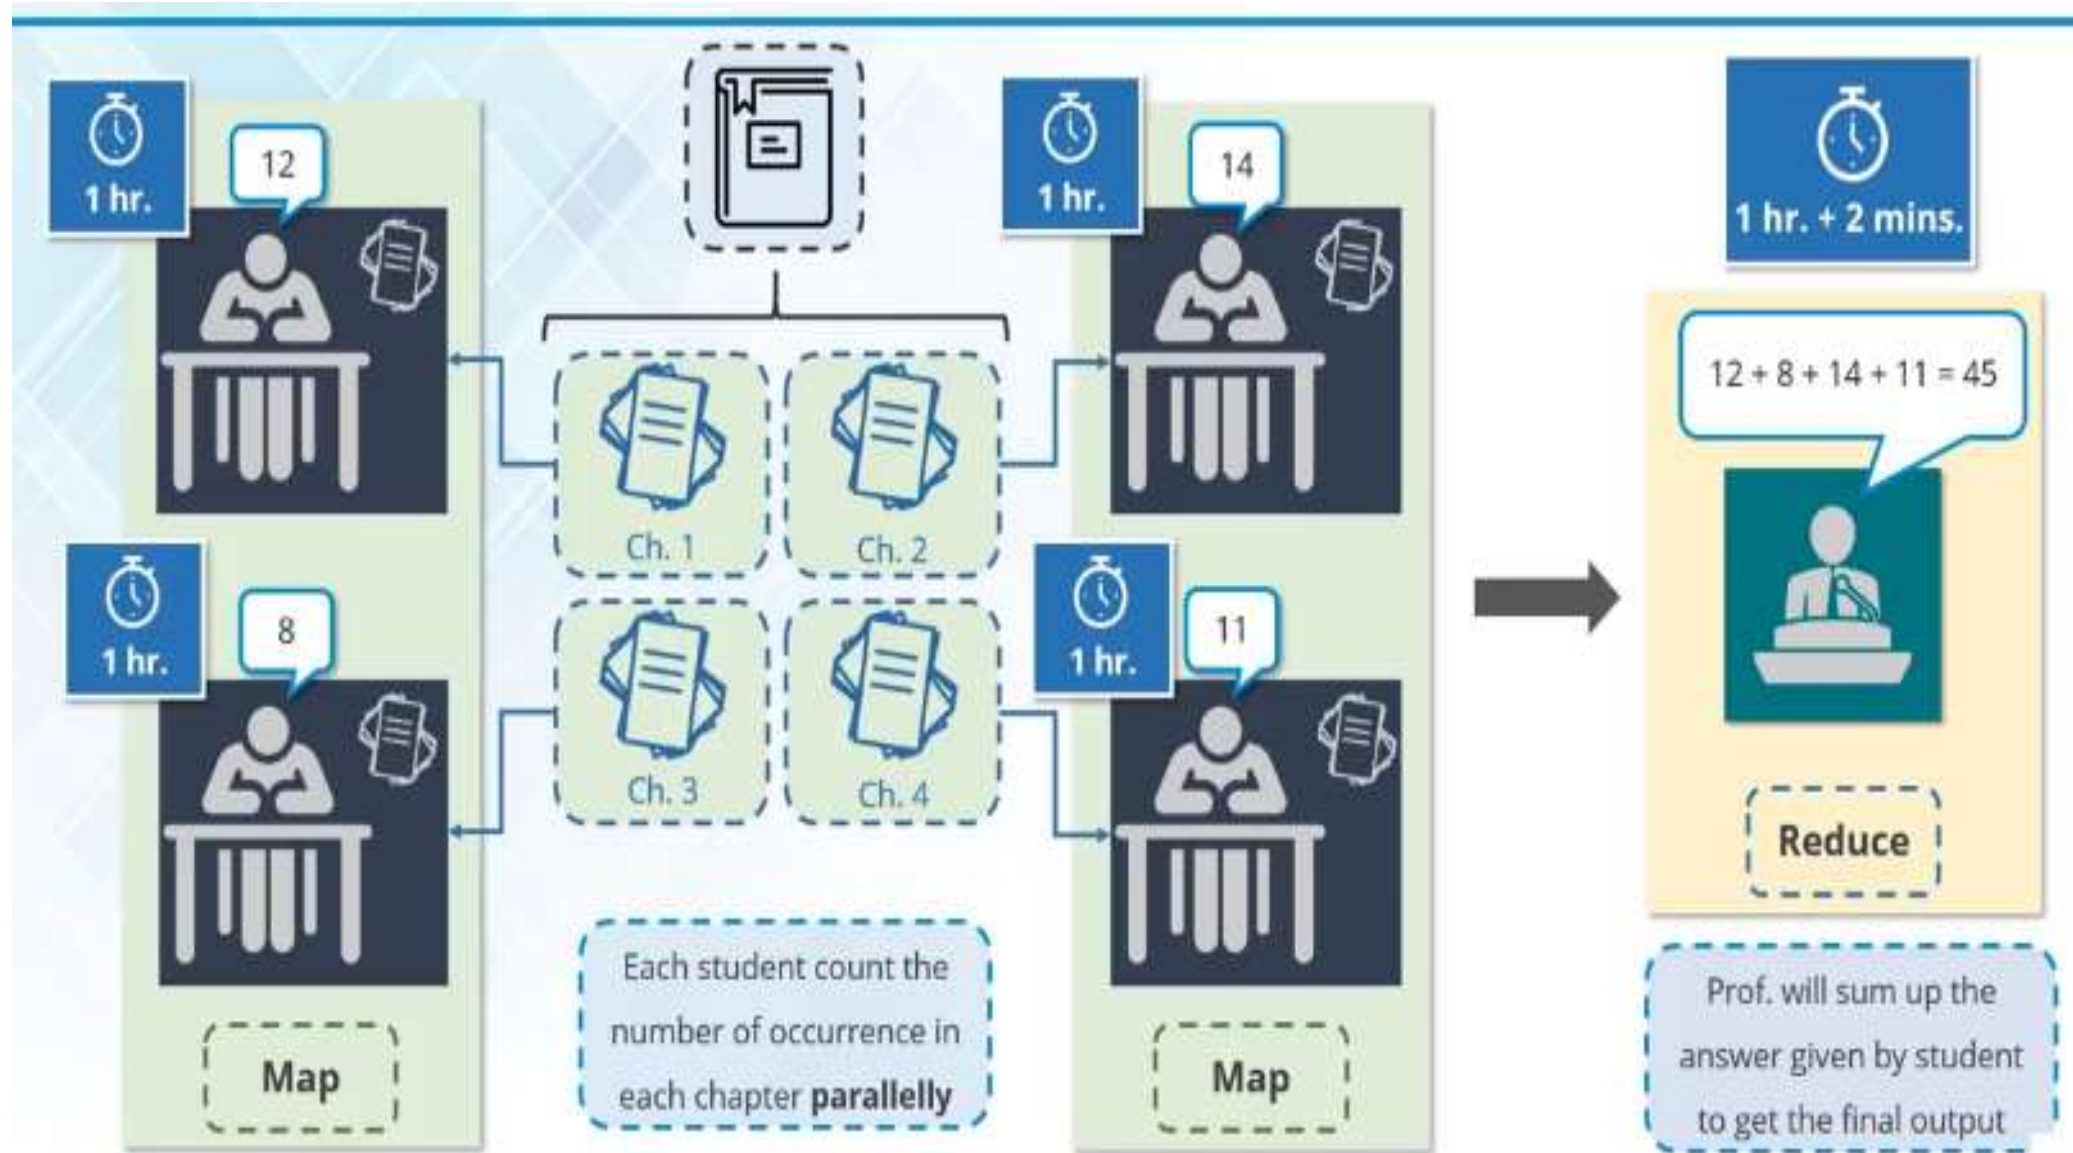 1 hr.
12
1 hr.
14
1 hr. + 2 mins.
12 + 8 + 14 + 11 = 45
Ch. 1
Ch. 2
1 hr.
8
1 hr.
11
Ch. 3
Ch. 4
Reduce
Each student count the
number of occurrence in
each chapter parallelly
Map
Map
Prof. will sum up the
answer given by student
to get the final output